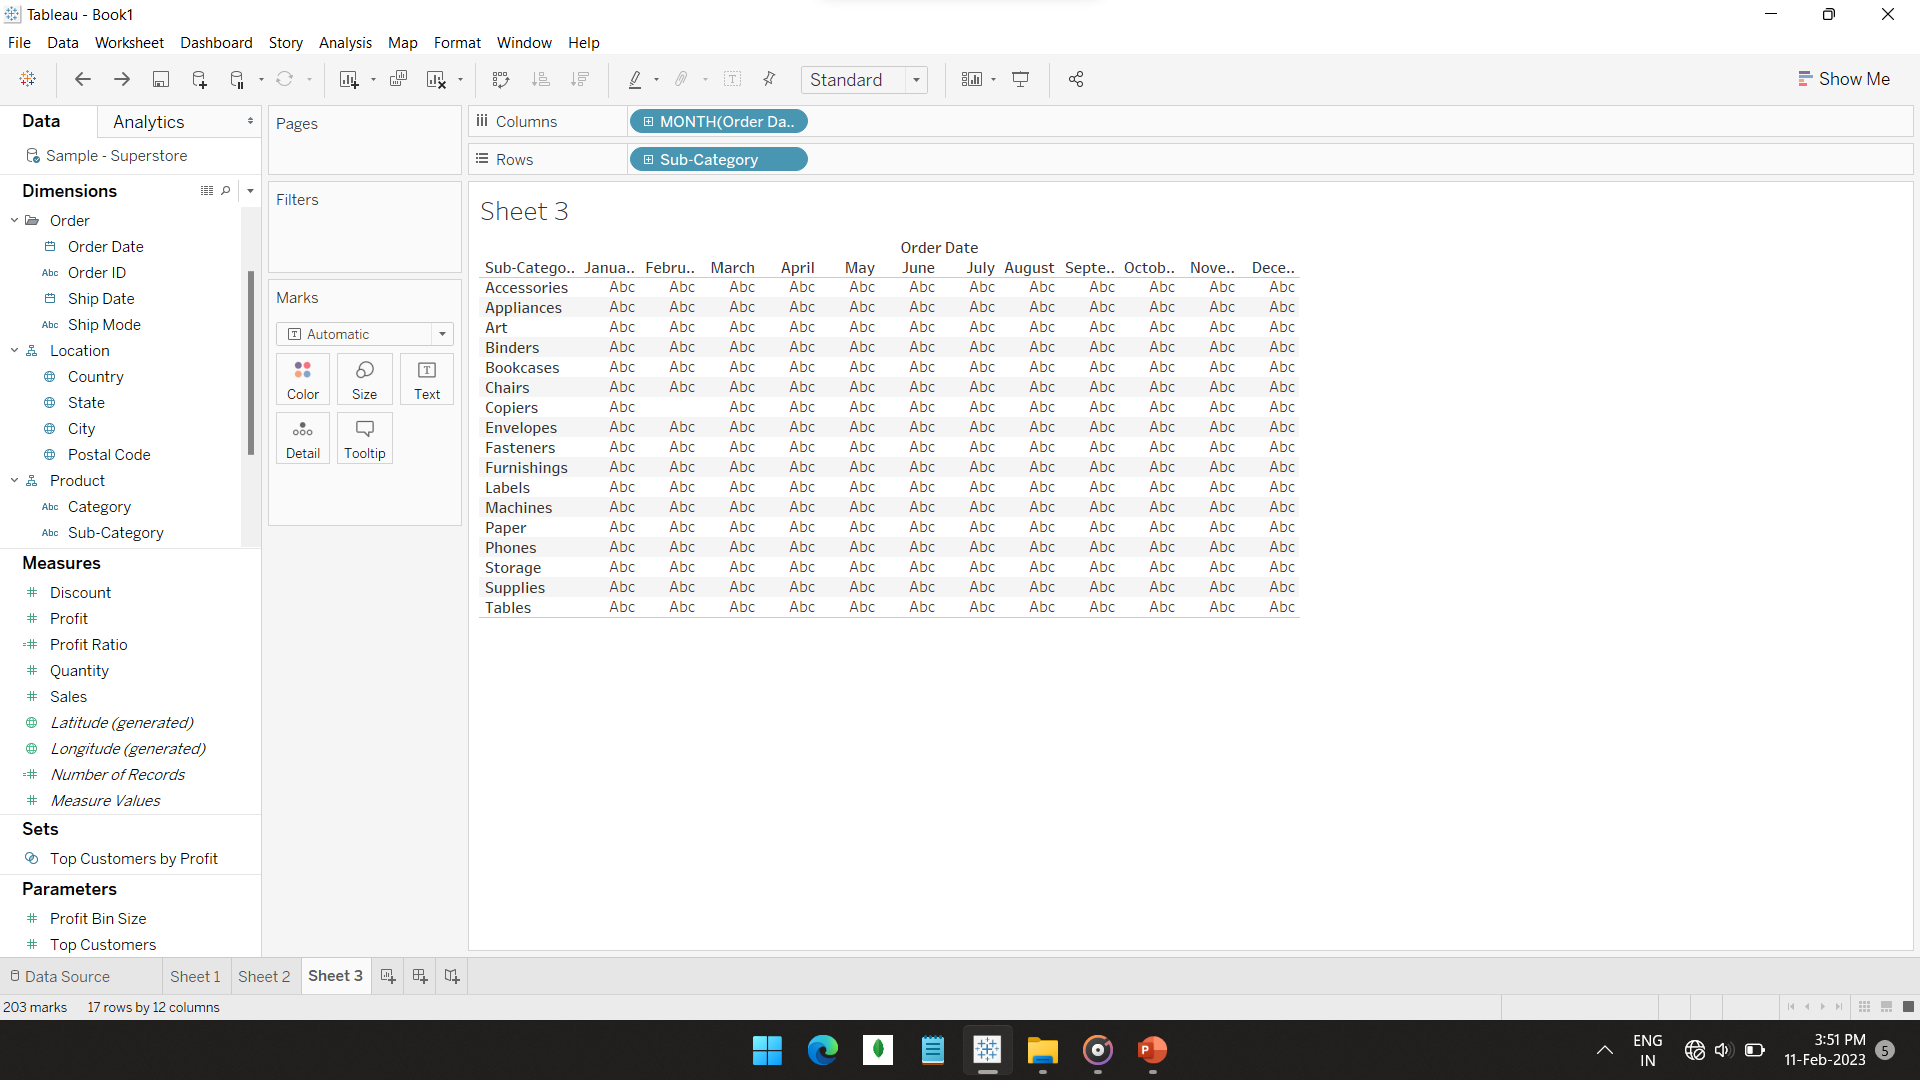 Tableau - Book1
File Data Worksheet Dashboard Story Analysis Map Format Window Help
Standard
Show Me
Data Analytics
Sample - Superstore
Dimensions
Order
Order Date
Abc Order ID
Ship Date
Abc Ship Mode
Location
Country
State
City
Postal Code
Product
Abc Category
Abc Sub-Category
Measures
Discount
Profit
Profit Ratio
Quantity
Sales
Latitude (generated)
Longitude (generated)
Number of Records
Measure Values
Sets
Top Customers by Profit
Parameters
Profit Bin Size
Top Customers
Pages
Filters
Marks
Automatic
Color Size Text
Detail Tooltip
Columns MONTH(Order Da..
Rows Sub-Category
Sheet 3
Order Date
Sub-Catego.. Janua.. Febru.. March April May June July August Septe.. Octob.. Nove.. Dece..
Accessories Abc Abc Abc Abc Abc Abc Abc Abc Abc Abc Abc Abc
Appliances Abc Abc Abc Abc Abc Abc Abc Abc Abc Abc Abc Abc
Art Abc Abc Abc Abc Abc Abc Abc Abc Abc Abc Abc Abc
Binders Abc Abc Abc Abc Abc Abc Abc Abc Abc Abc Abc Abc
Bookcases Abc Abc Abc Abc Abc Abc Abc Abc Abc Abc Abc Abc
Chairs Abc Abc Abc Abc Abc Abc Abc Abc Abc Abc Abc Abc
Copiers Abc Abc Abc Abc Abc Abc Abc Abc Abc Abc Abc
Envelopes Abc Abc Abc Abc Abc Abc Abc Abc Abc Abc Abc Abc
Fasteners Abc Abc Abc Abc Abc Abc Abc Abc Abc Abc Abc Abc
Furnishings Abc Abc Abc Abc Abc Abc Abc Abc Abc Abc Abc Abc
Labels Abc Abc Abc Abc Abc Abc Abc Abc Abc Abc Abc Abc
Machines Abc Abc Abc Abc Abc Abc Abc Abc Abc Abc Abc Abc
Paper Abc Abc Abc Abc Abc Abc Abc Abc Abc Abc Abc Abc
Phones Abc Abc Abc Abc Abc Abc Abc Abc Abc Abc Abc Abc
Storage Abc Abc Abc Abc Abc Abc Abc Abc Abc Abc Abc Abc
Supplies Abc Abc Abc Abc Abc Abc Abc Abc Abc Abc Abc Abc
Tables Abc Abc Abc Abc Abc Abc Abc Abc Abc Abc Abc Abc
Data Source Sheet 1 Sheet 2 Sheet 3
203 marks 17 rows by 12 columns
ENG
IN
3:51 PM
11-Feb-2023
5